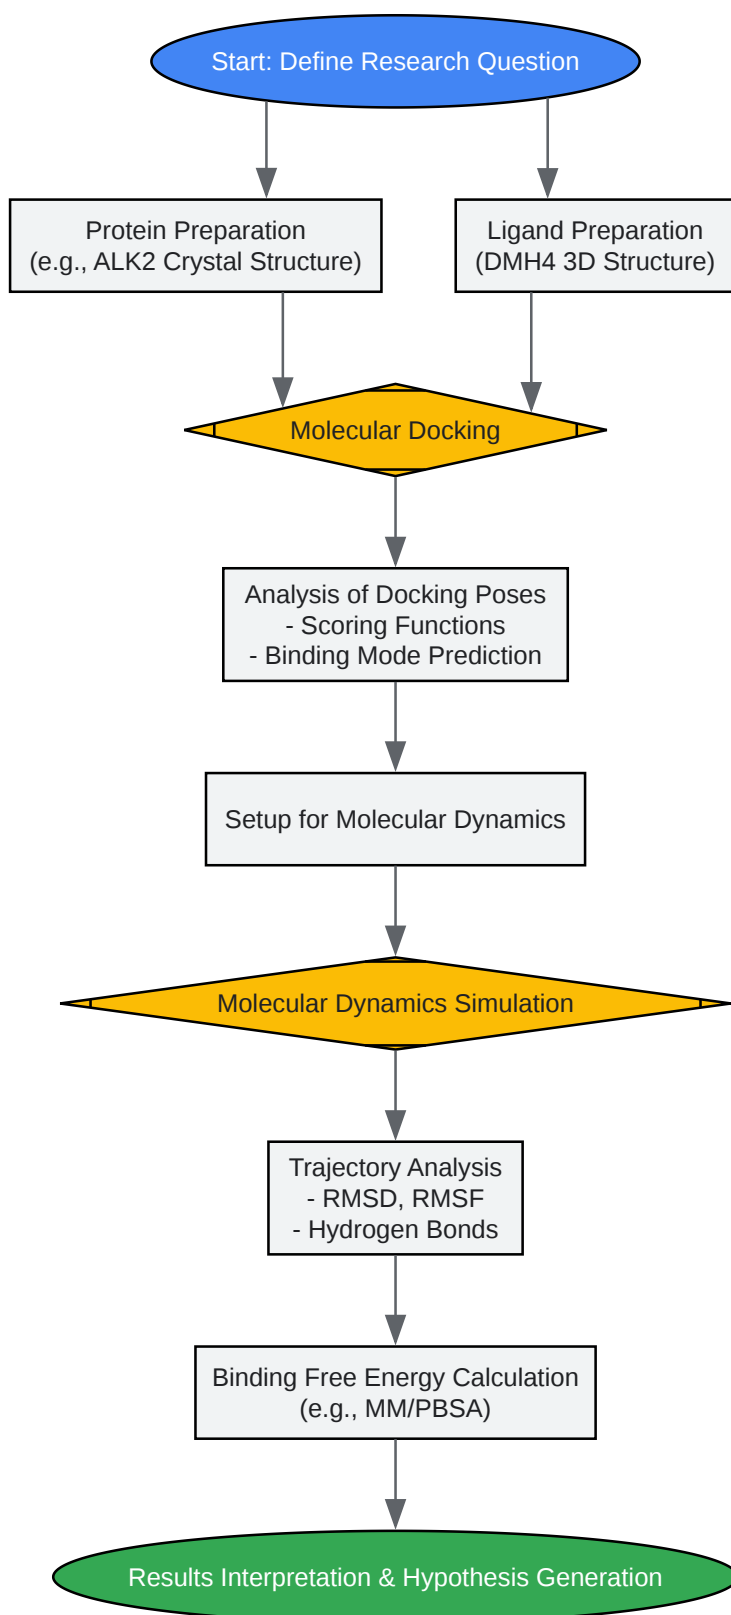 Start: Define Research Question
Protein Preparation
(e.g., ALK2 Crystal Structure)
Ligand Preparation
(DMH4 3D Structure)
Molecular Docking
Analysis of Docking Poses
- Scoring Functions
- Binding Mode Prediction
Setup for Molecular Dynamics
Molecular Dynamics Simulation
Trajectory Analysis
- RMSD, RMSF
- Hydrogen Bonds
Binding Free Energy Calculation
(e.g., MM/PBSA)
Results Interpretation & Hypothesis Generation